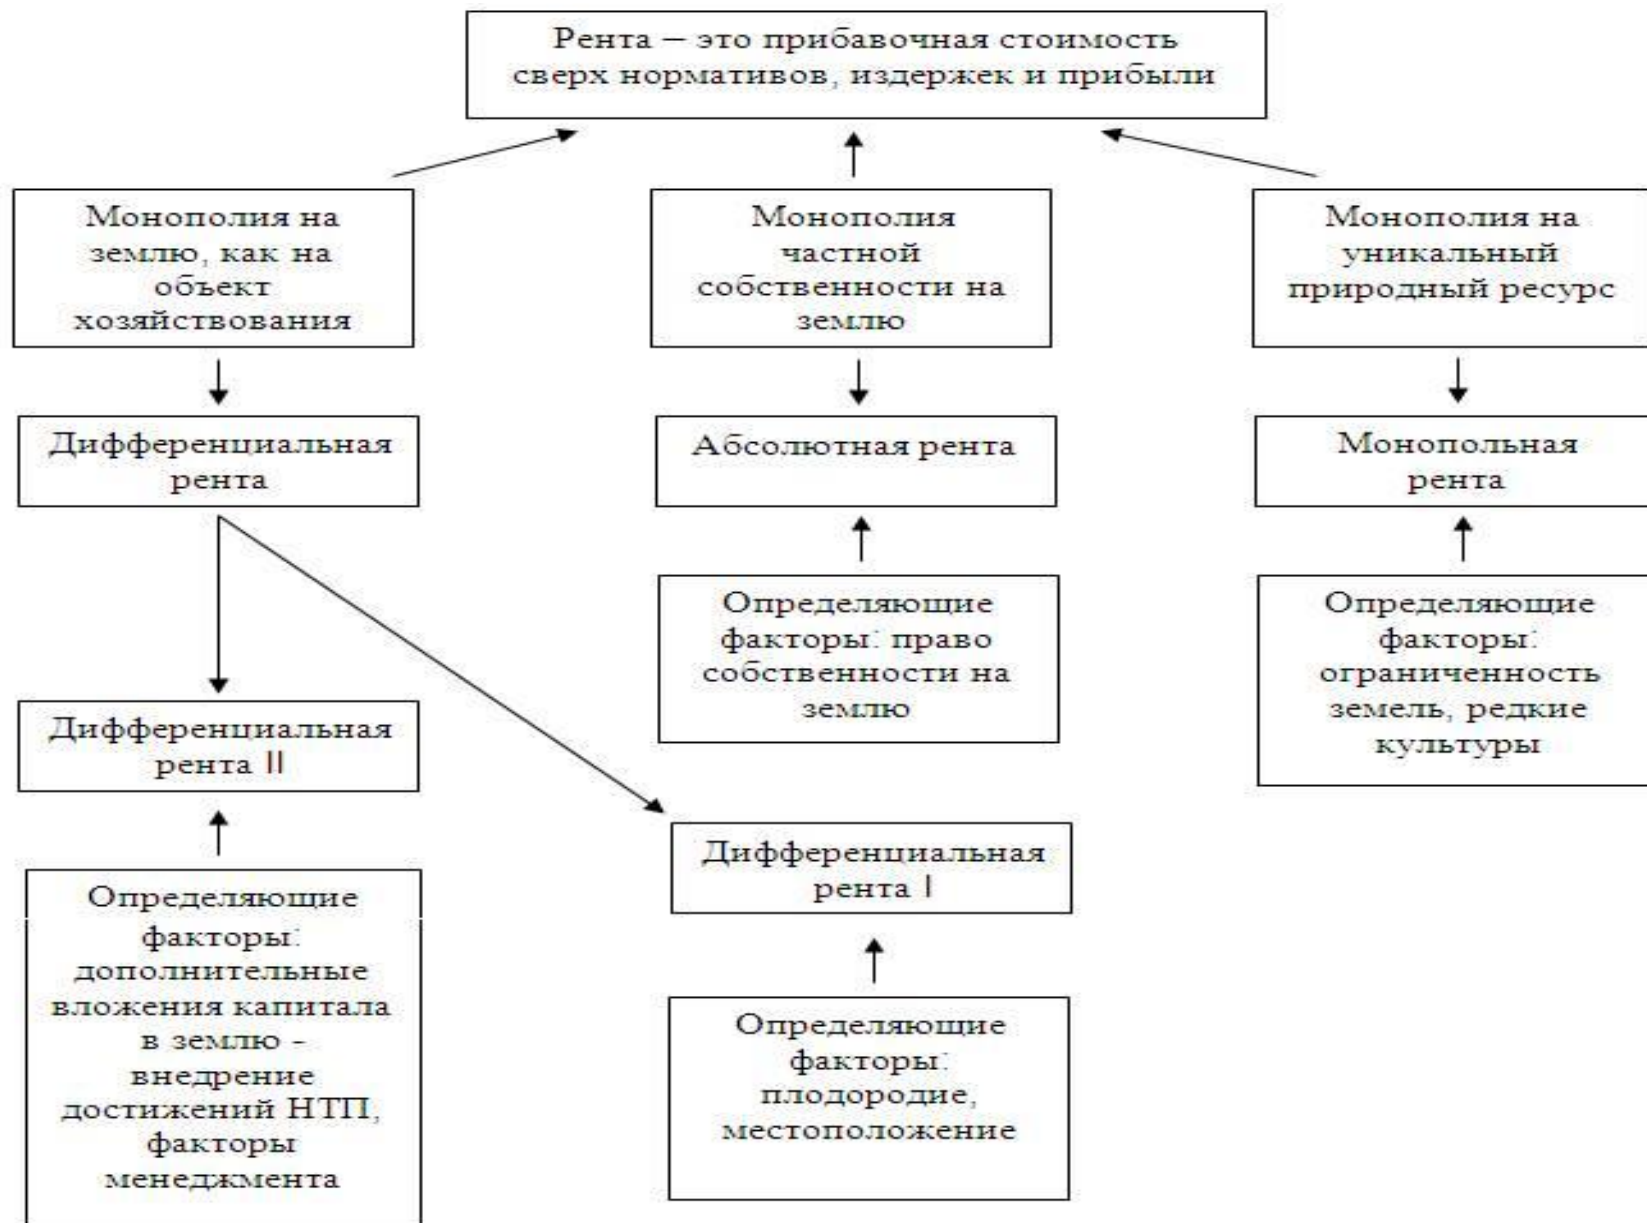 Рента – это прибавочная стоимость
сверх нормативов, издержек и прибыли
Монополия на
землю, как на
объект
хозяйствования
Монополия
частной
собственности на
землю
Монополия на
уникальный
природный ресурс
Дифференциальная
рента
Абсолютная рента
Монопольная
рента
Определяющие
факторы: право
собственности на
землю
Определяющие
факторы:
ограниченность
земель, редкие
культуры
Дифференциальная
рента II
Дифференциальная
рента I
Определяющие
факторы:
дополнительные
вложения капитала
в землю -
внедрение
достижений НТП,
факторы
менеджмента
Определяющие
факторы:
плодородие,
местоположение